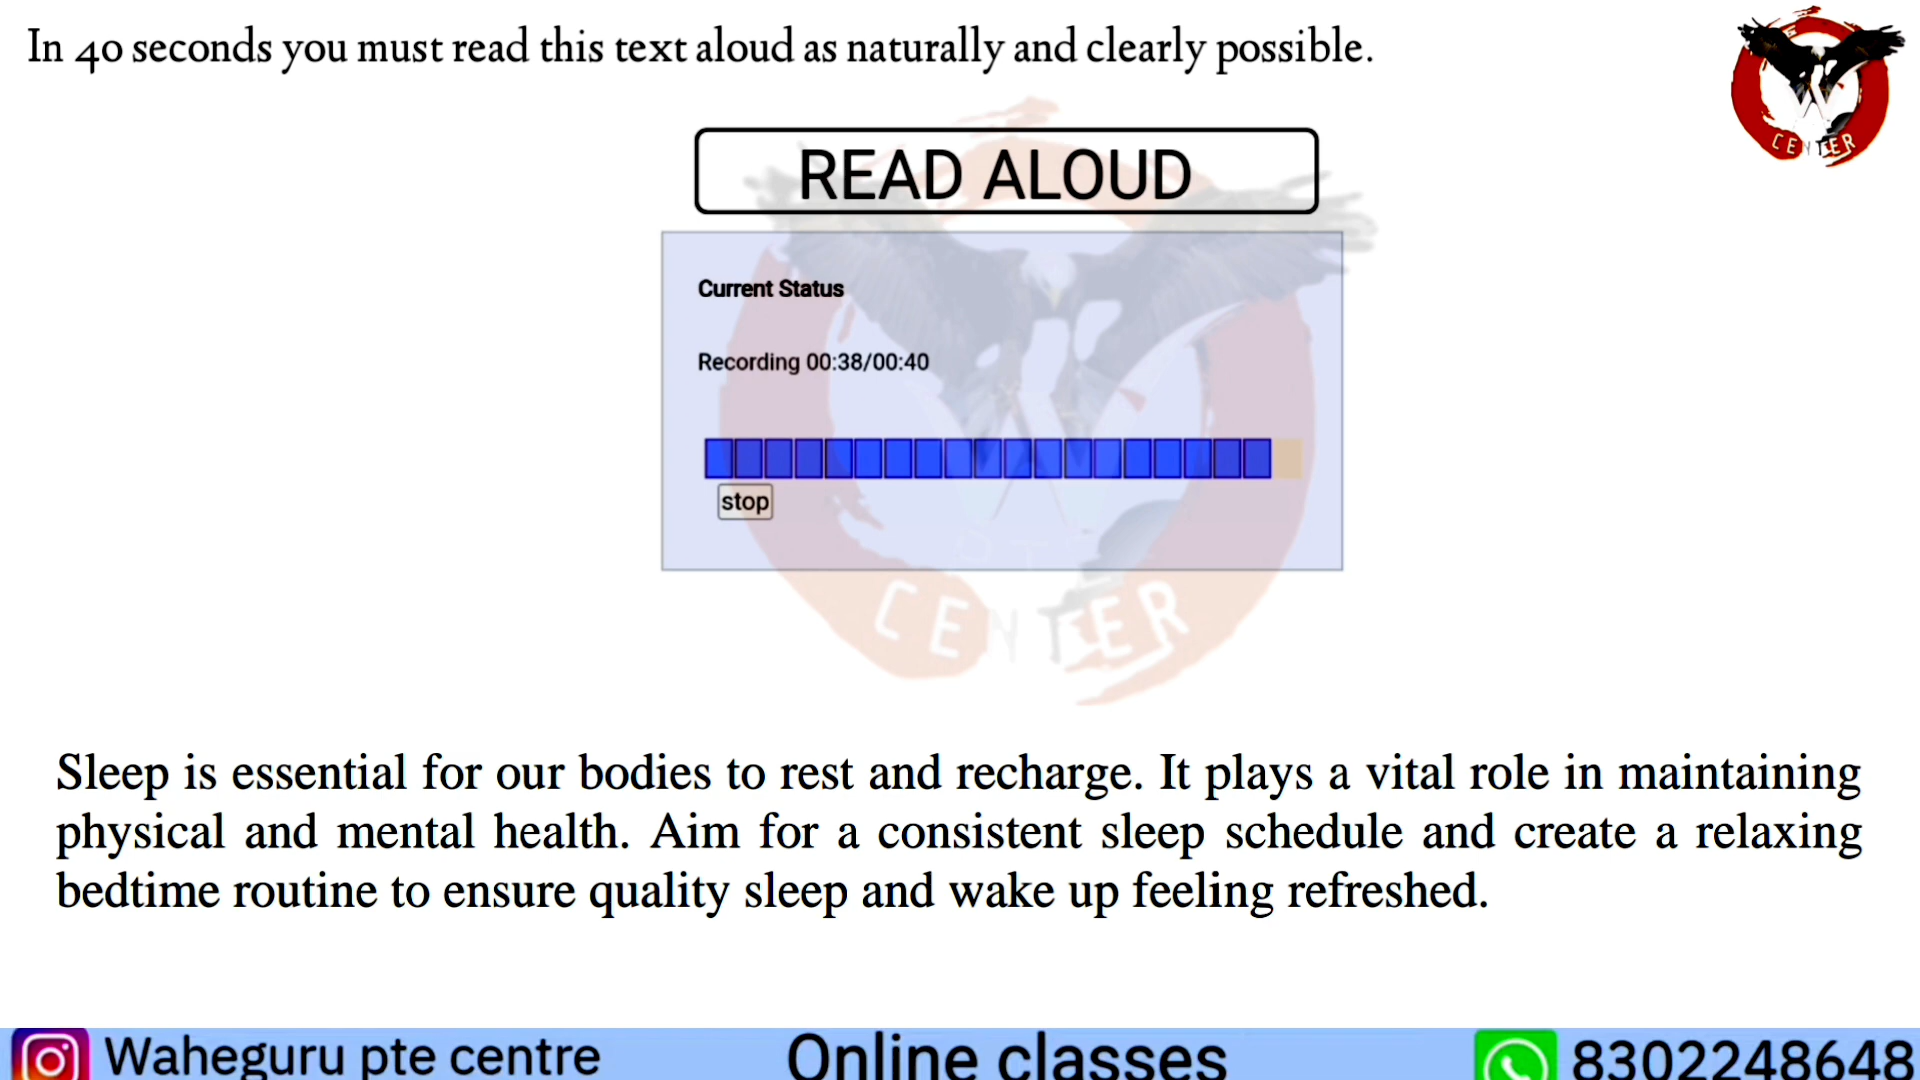 In 40 seconds you must read this text aloud as naturally and clearly possible.
CENTER
READ ALOUD
Current Status
Recording 00:38/00:40
stop
CENTER
Sleep is essential for our bodies to rest and recharge. It plays a vital role in maintaining
physical and mental health. Aim for a consistent sleep schedule and create a relaxing
bedtime routine to ensure quality sleep and wake up feeling refreshed.
Waheguru pte centre Online classes 8302248648